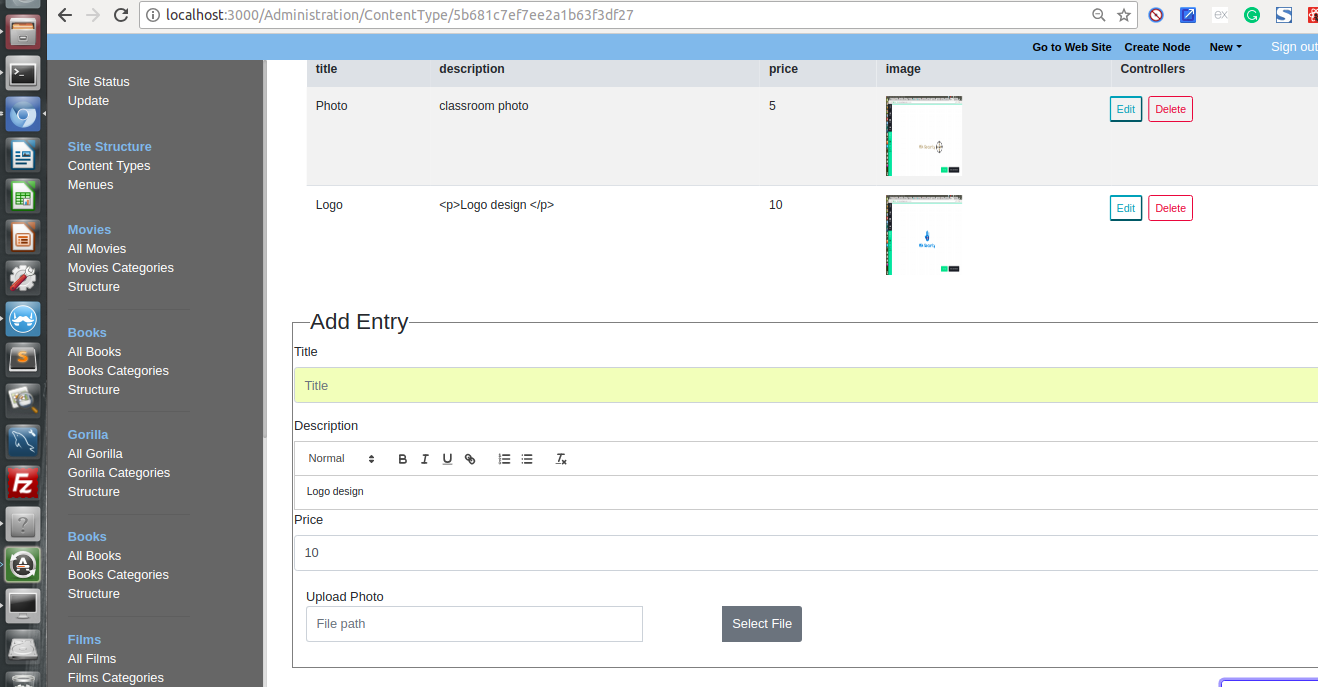 localhost:3000/Administration/ContentType/5b681c7ef7ee2a1b63f3df27
Go to Web Site Create Node New Sign out
Site Status
Update
Site Structure
Content Types
Menues
Movies
All Movies
Movies Categories
Structure
Books
All Books
Books Categories
Structure
Gorilla
All Gorilla
Gorilla Categories
Structure
Books
All Books
Books Categories
Structure
Films
All Films
Films Categories
title description price image Controllers
Photo classroom photo 5 Edit Delete
Logo <p>Logo design </p> 10 Edit Delete
Add Entry
Title
Title
Description
Normal B I U
Logo design
Price
10
Upload Photo
File path Select File